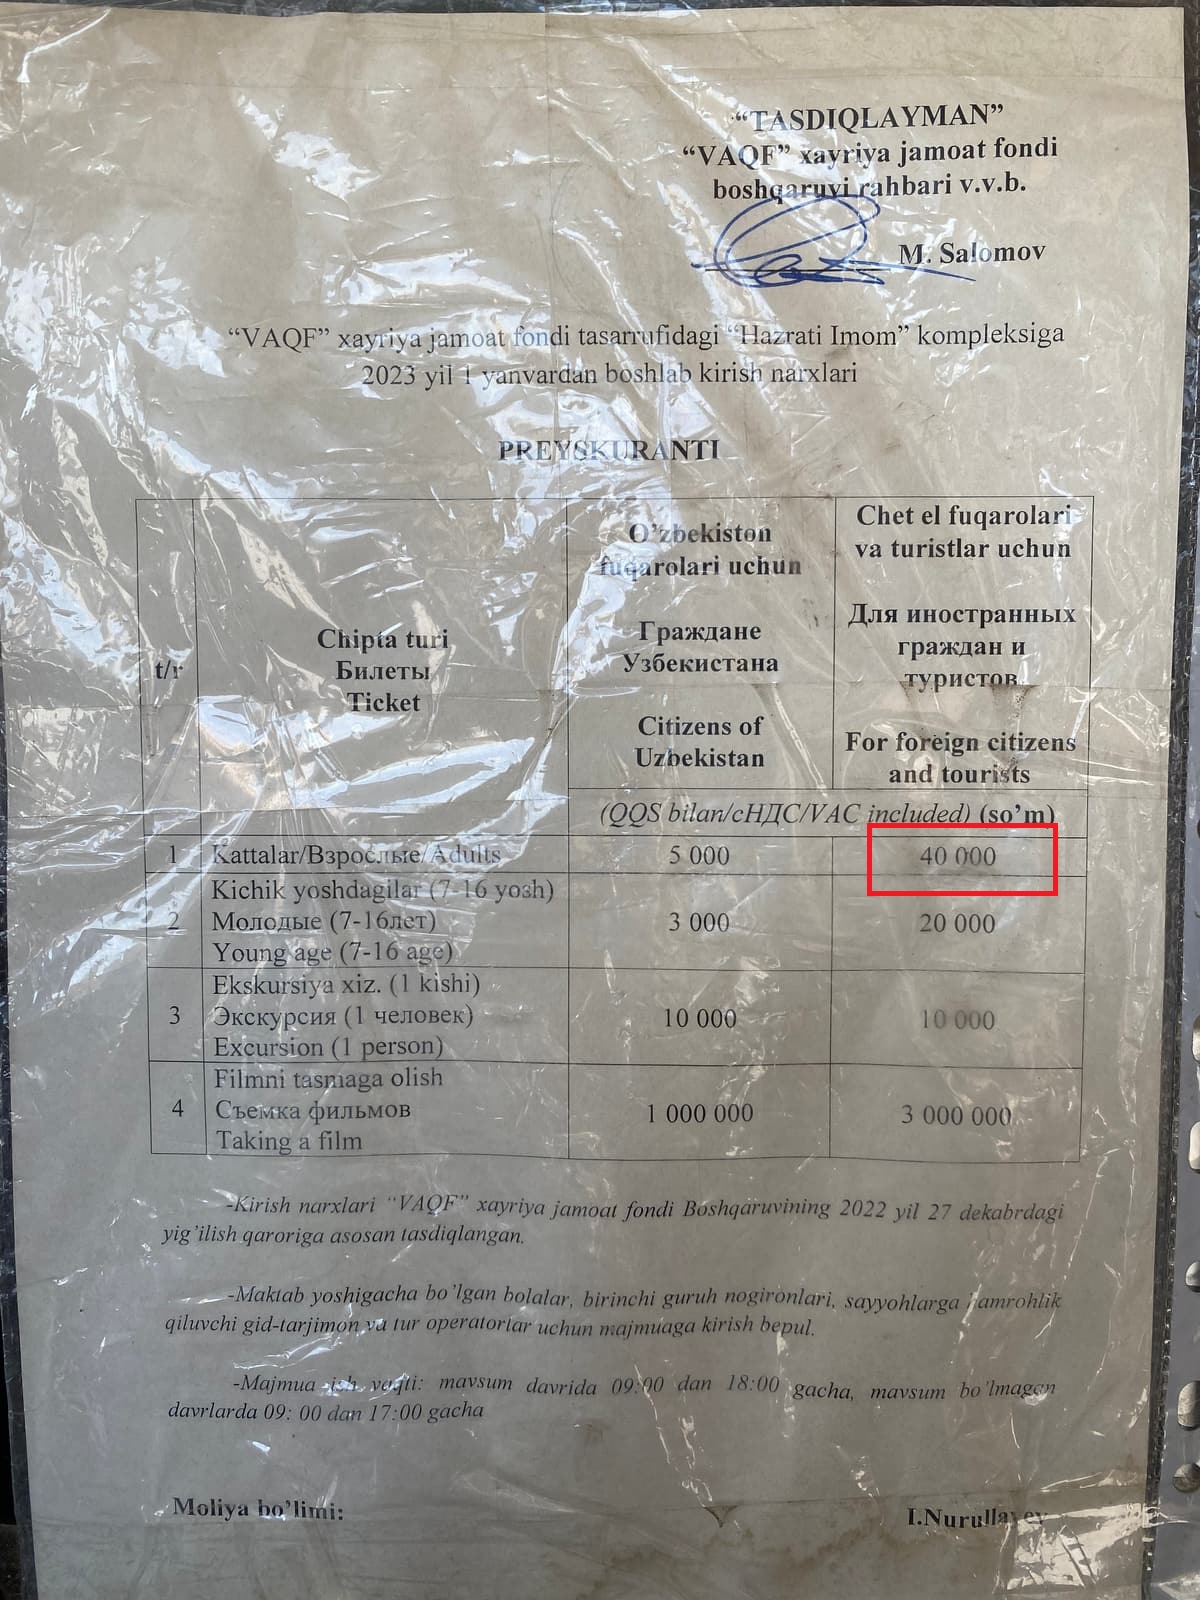 “TASDIQLAYMAN”
“VAQF” xayriya jamoat fondi
boshqaruvi rahbari v.v.b.
M. Salomov
“VAQF” xayriya jamoat fondi tasarrufidagi “Hazrati Imom” kompleksiga
2023 yil 1 yanvardan boshlab kirish narxlari
PREYSKURANTI
t/r
Chipta turi
Билеты
Ticket
O’zbekiston
fuqarolari uchun
Граждане
Узбекистана
Citizens of
Uzbekistan
Chet el fuqarolari
va turistlar uchun
Для иностранных
граждан и
туристов
For foreign citizens
and tourists
(QQS bilan/сНДС/VAC included) (so’m)
1 Kattalar/Взрослые/Adults 5 000 40 000
Kichik yoshdagilar (7-16 yosh)
2 Молодые (7-16лет) 3 000 20 000
Young age (7-16 age)
Ekskursiya xiz. (1 kishi)
3 Экскурсия (1 человек) 10 000 10 000
Excursion (1 person)
Filmni tasmaga olish
4 Съемка фильмов 1 000 000 3 000 000
Taking a film
-Kirish narxlari “VAQF” xayriya jamoat fondi Boshqaruvining 2022 yil 27 dekabrdagi
yig’ilish qaroriga asosan tasdiqlangan.
-Maktab yoshigacha bo’lgan bolalar, birinchi guruh nogironlari, sayyohlarga hamrohlik
qiluvchi gid-tarjimon va tur operatorlar uchun majmuaga kirish bepul.
-Majmua ish vaqti: mavsum davrida 09:00 dan 18:00 gacha, mavsum bo’lmagan
davrlarda 09: 00 dan 17:00 gacha
Moliya bo’limi:
I.Nurullayev